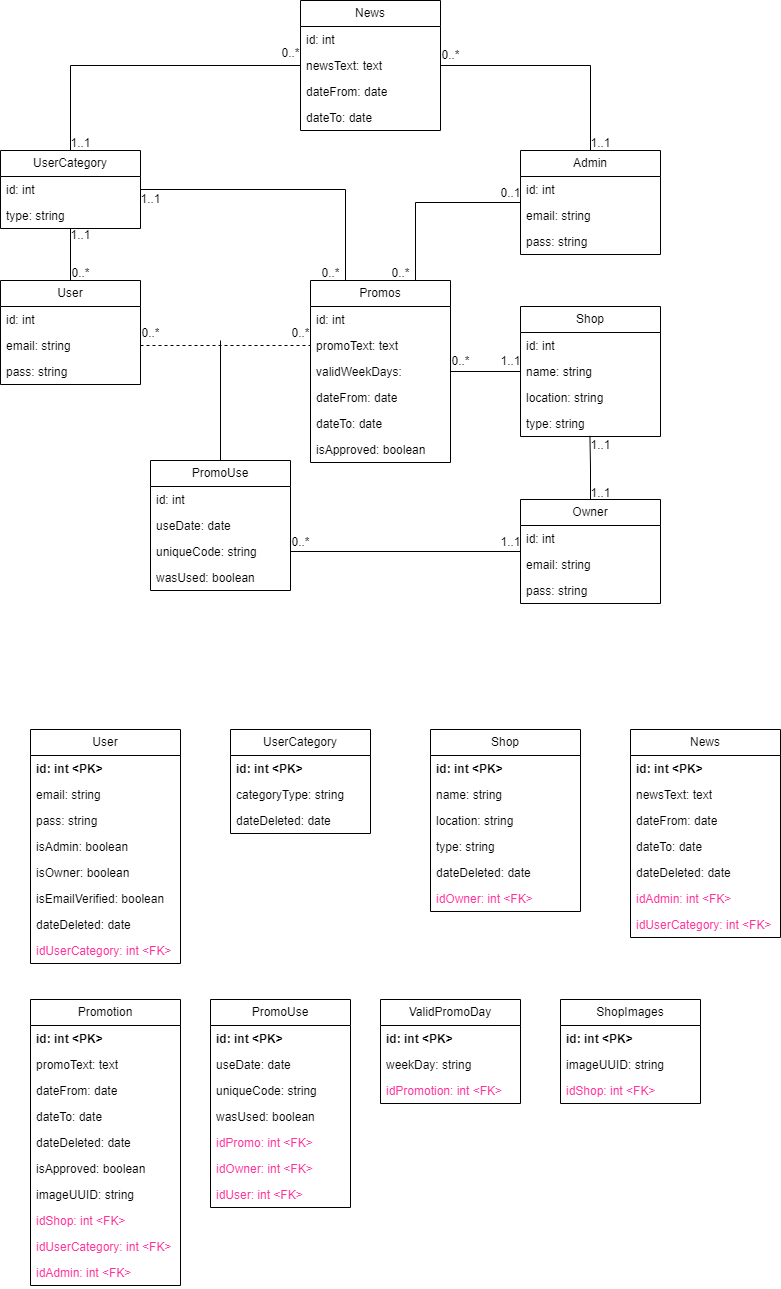 News
id: int
newsText: text
dateFrom: date
dateTo: date
0..*
0..*
1..1
1..1
UserCategory
id: int
type: string
1..1
1..1
Admin
id: int
email: string
pass: string
0..1
0..*
0..*
0..*
User
id: int
email: string
pass: string
0..*
0..*
Promos
id: int
promoText: text
validWeekDays:
dateFrom: date
dateTo: date
isApproved: boolean
0..*
1..1
Shop
id: int
name: string
location: string
type: string
1..1
1..1
PromoUse
id: int
useDate: date
uniqueCode: string
wasUsed: boolean
0..*
1..1
Owner
id: int
email: string
pass: string
User
id: int <PK>
email: string
pass: string
isAdmin: boolean
isOwner: boolean
isEmailVerified: boolean
dateDeleted: date
idUserCategory: int <FK>
UserCategory
id: int <PK>
categoryType: string
dateDeleted: date
Shop
id: int <PK>
name: string
location: string
type: string
dateDeleted: date
idOwner: int <FK>
News
id: int <PK>
newsText: text
dateFrom: date
dateTo: date
dateDeleted: date
idAdmin: int <FK>
idUserCategory: int <FK>
Promotion
id: int <PK>
promoText: text
dateFrom: date
dateTo: date
dateDeleted: date
isApproved: boolean
imageUUID: string
idShop: int <FK>
idUserCategory: int <FK>
idAdmin: int <FK>
PromoUse
id: int <PK>
useDate: date
uniqueCode: string
wasUsed: boolean
idPromo: int <FK>
idOwner: int <FK>
idUser: int <FK>
ValidPromoDay
id: int <PK>
weekDay: string
idPromotion: int <FK>
ShopImages
id: int <PK>
imageUUID: string
idShop: int <FK>